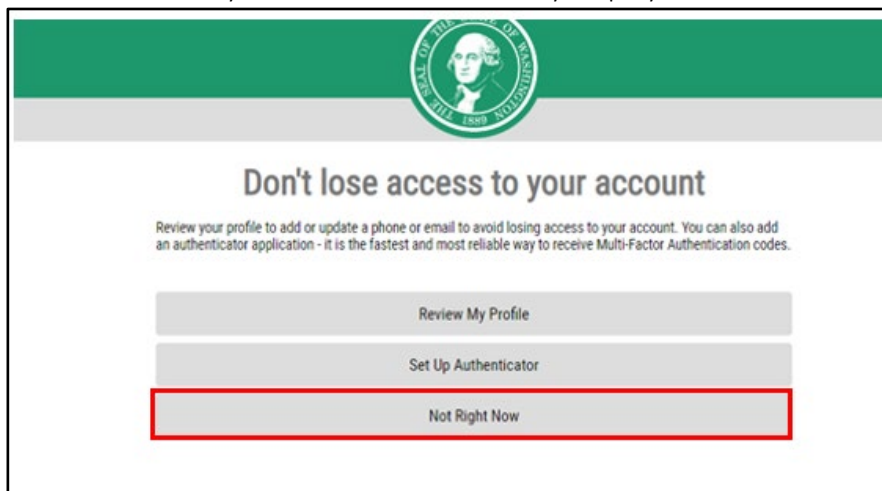 THE SEAL OF THE STATE OF WASHINGTON
1889
Don't lose access to your account
Review your profile to add or update a phone or email to avoid losing access to your account. You can also add
an authenticator application - it is the fastest and most reliable way to receive Multi-Factor Authentication codes.
Review My Profile
Set Up Authenticator
Not Right Now